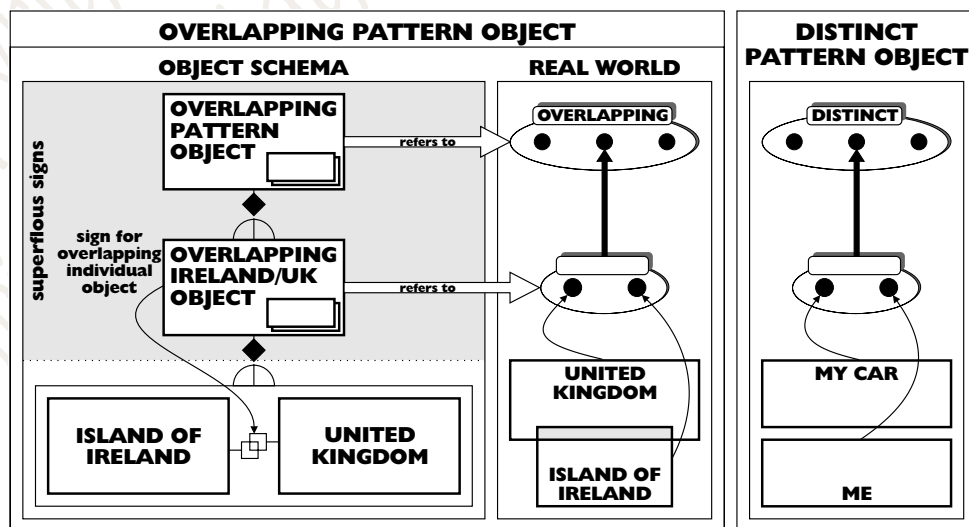 OVERLAPPING PATTERN OBJECT
OBJECT SCHEMA
superflous signs
OVERLAPPING
PATTERN
OBJECT
refers to
sign for
overlapping
individual
object
OVERLAPPING
IRELAND/UK
OBJECT
refers to
ISLAND OF
IRELAND
UNITED
KINGDOM
REAL WORLD
OVERLAPPING
UNITED
KINGDOM
ISLAND OF
IRELAND
DISTINCT
PATTERN OBJECT
DISTINCT
MY CAR
ME